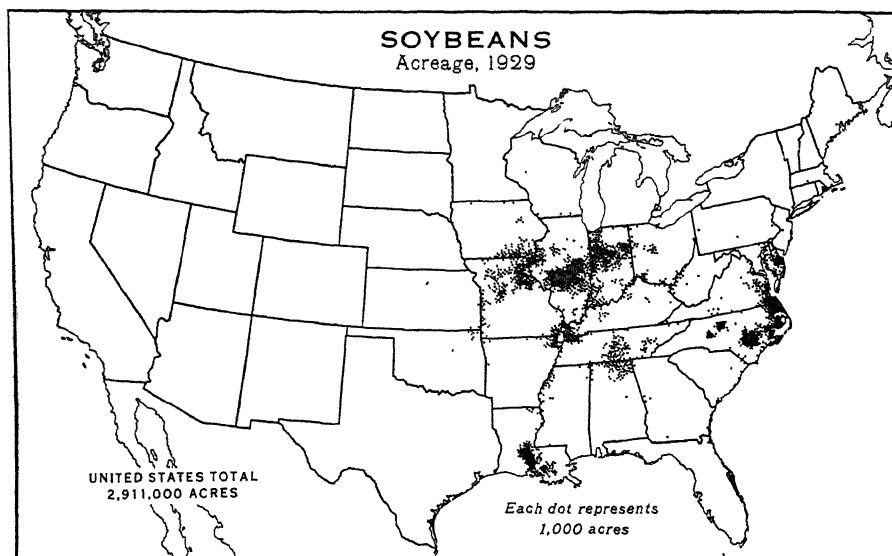 SOYBEANS
Acreage, 1929
UNITED STATES TOTAL
2,911,000 ACRES
Each dot represents
1,000 acres